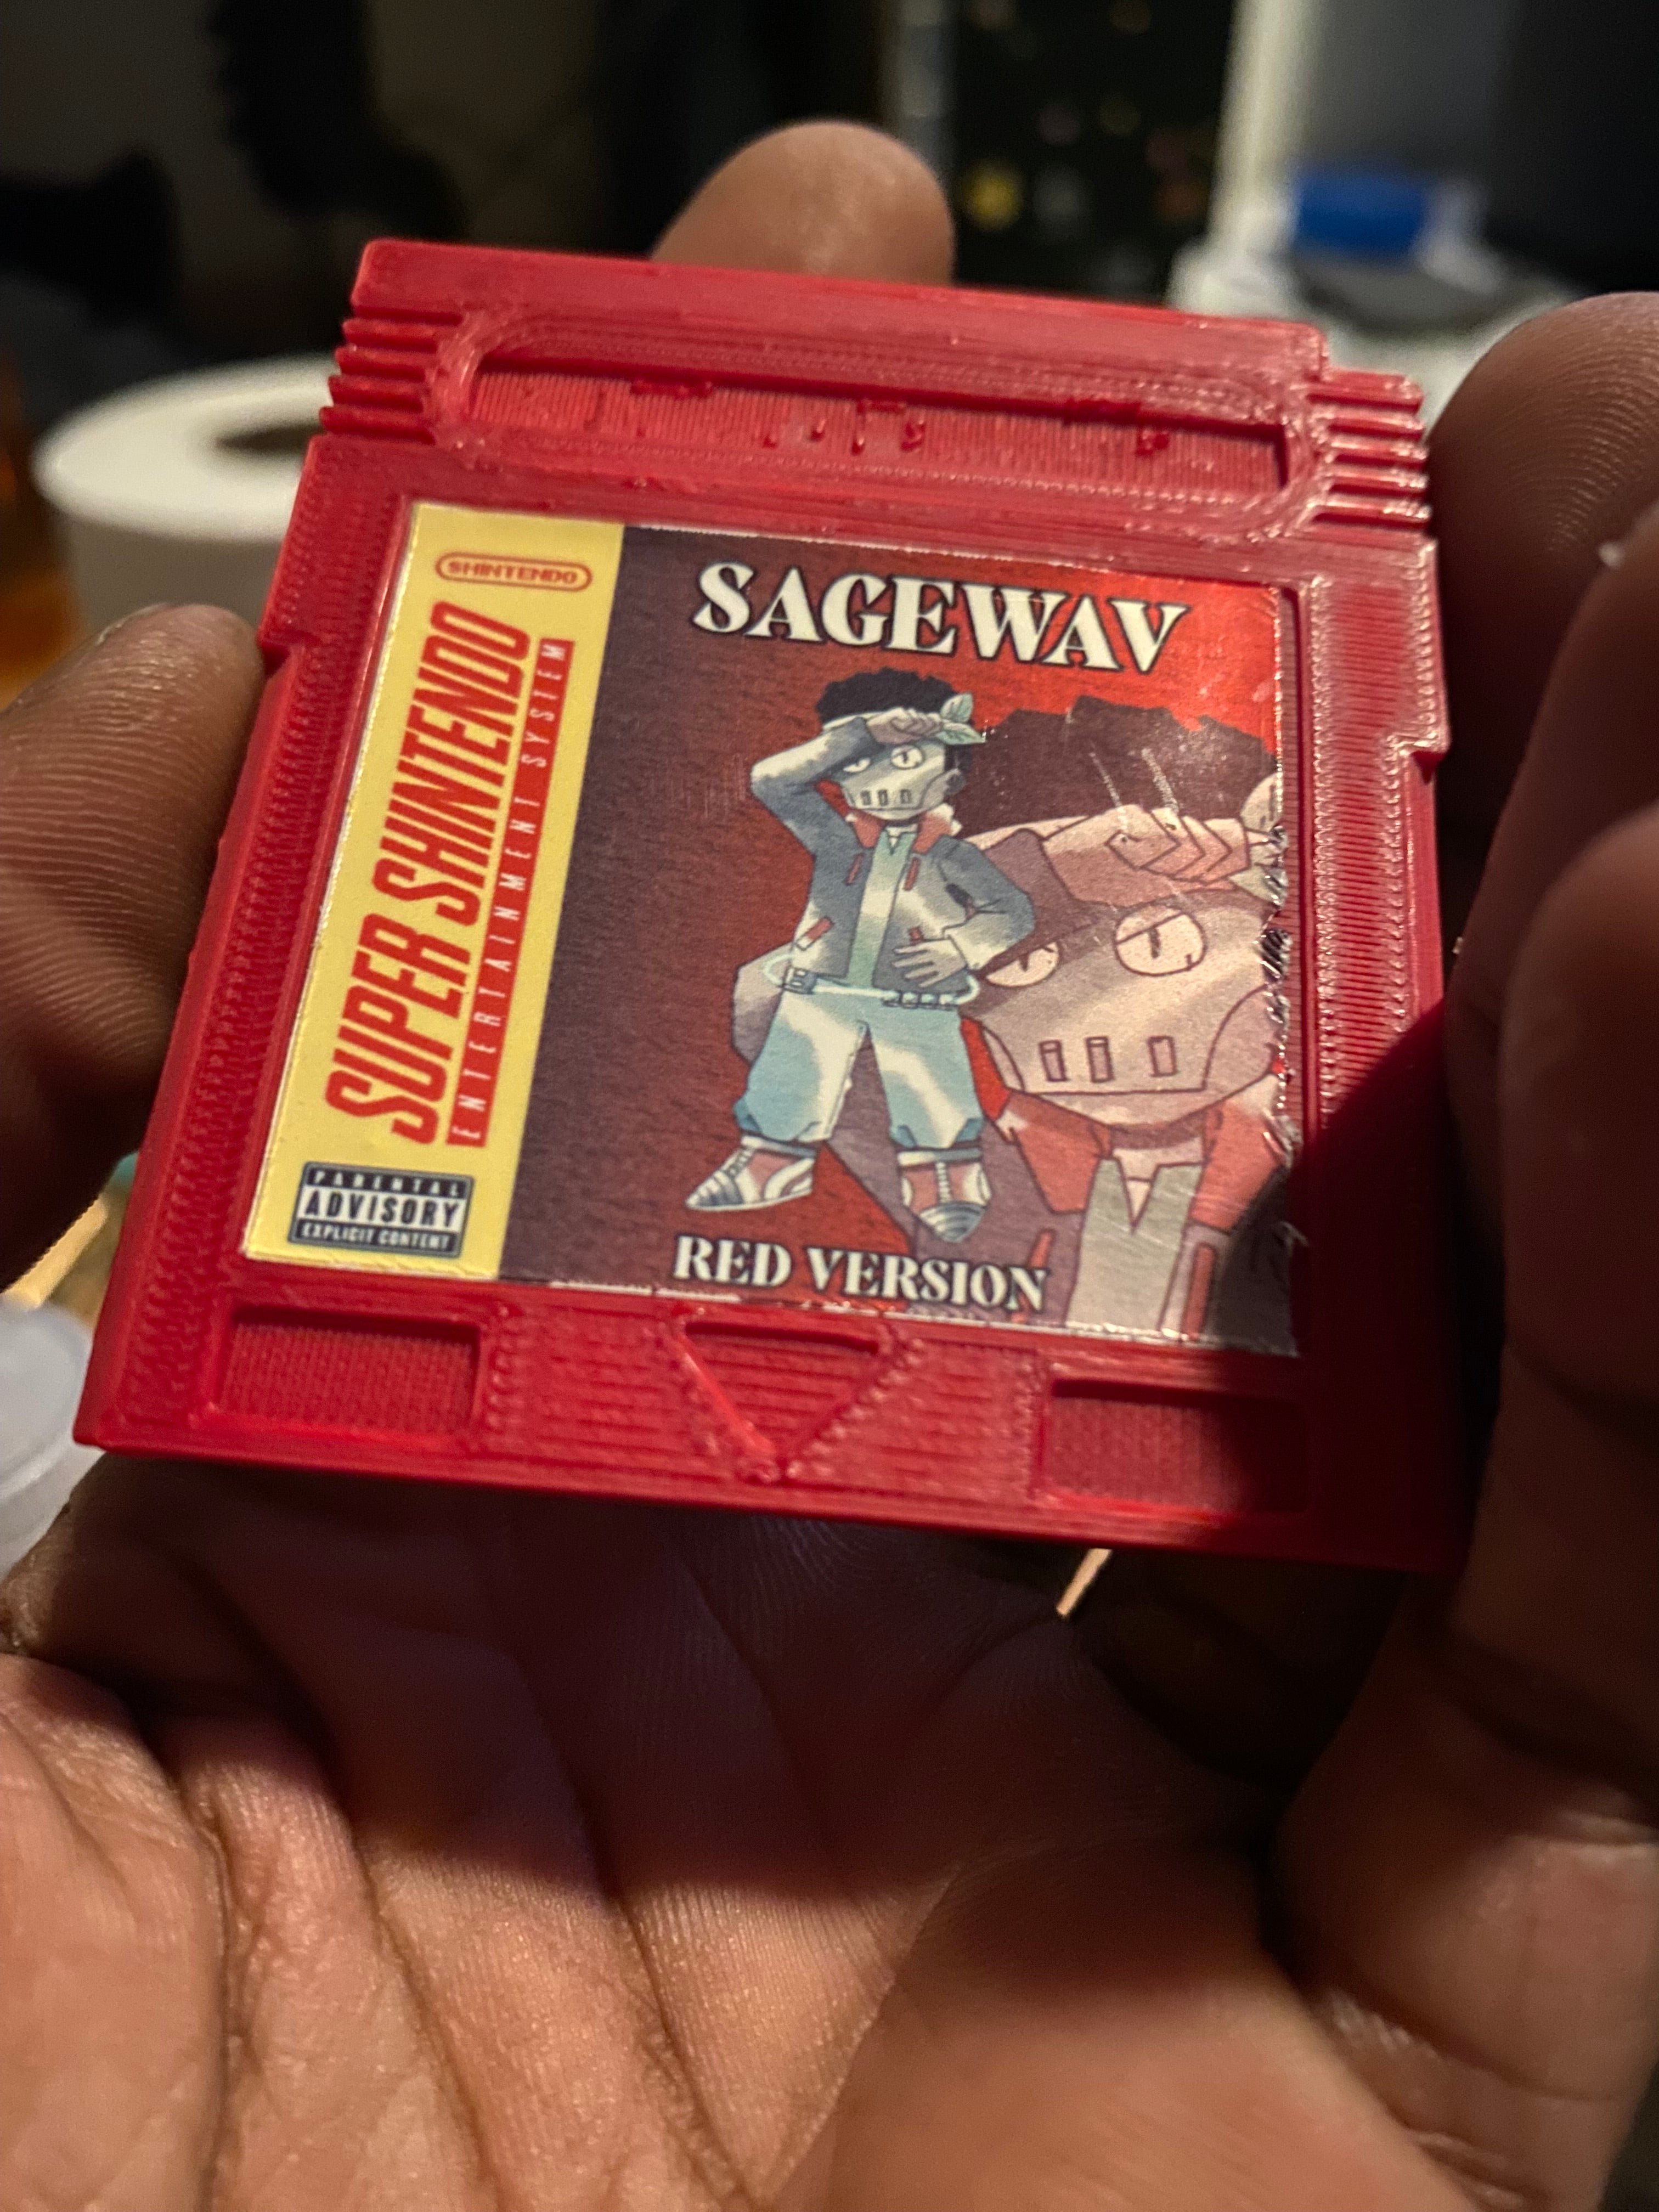 SHINTENDO
SUPER SHINTENDO
ENTERTAINMENT SYSTEM
PARENTAL
ADVISORY
EXPLICIT CONTENT
SAGEWAV
RED VERSION